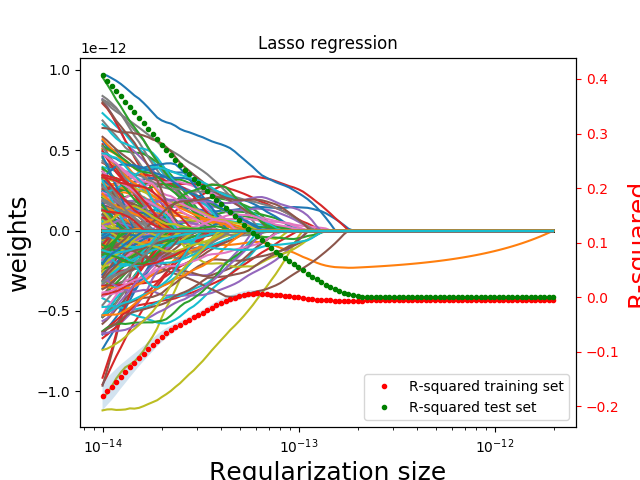 Lasso regression
1e−12
1.0
0.5
0.0
−0.5
−1.0
weights
0.4
0.3
0.2
0.1
0.0
−0.1
−0.2
R-squared
R-squared training set
R-squared test set
10−14
10−13
10−12
Regularization size